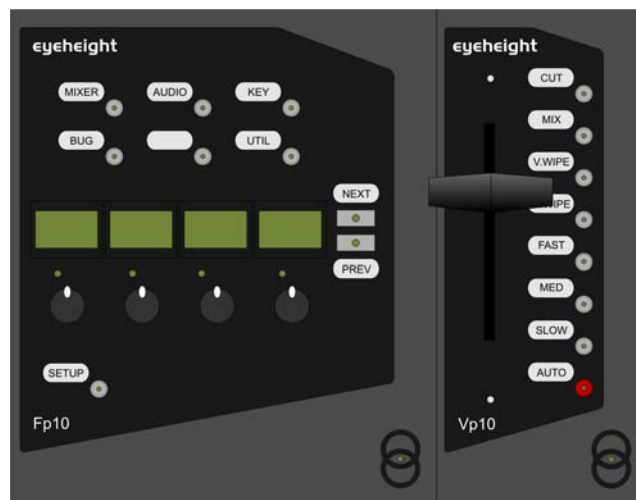 eyeheight
MIXER AUDIO KEY
BUG UTIL
NEXT
PREV
SETUP
Fp10
eyeheight
CUT
MIX
V.WIPE
FAST
MED
SLOW
AUTO
Vp10